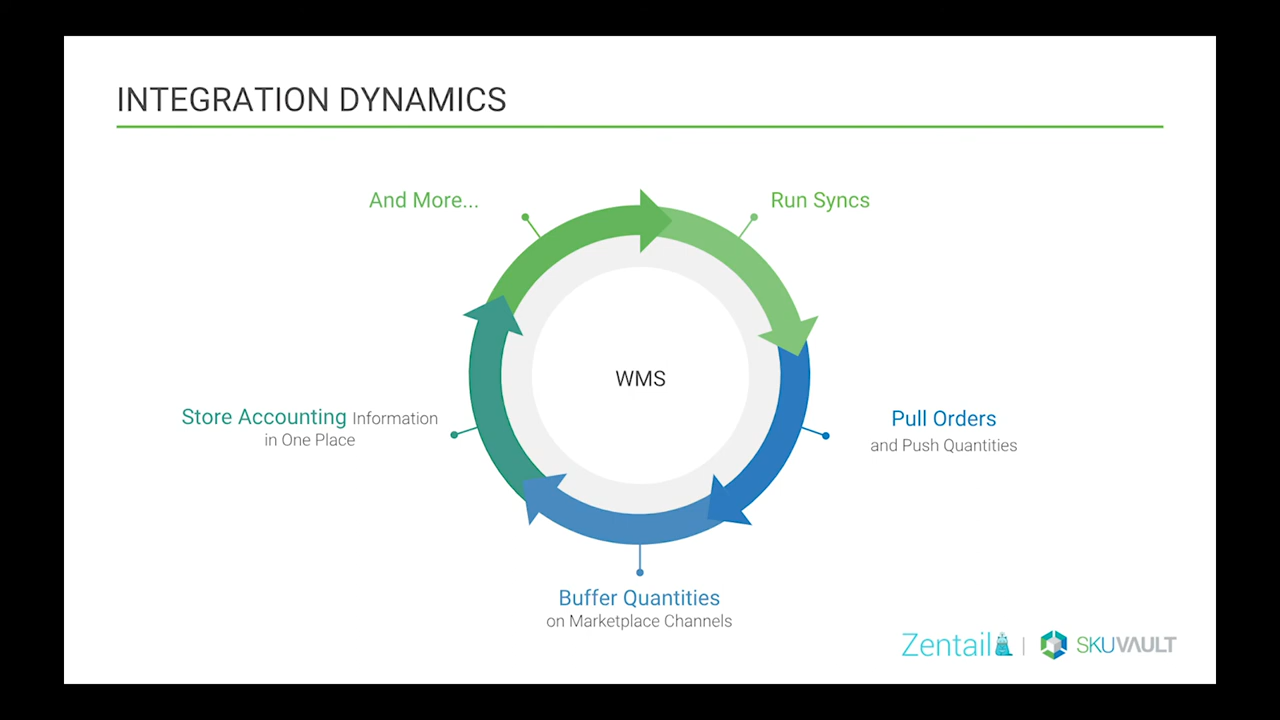 INTEGRATION DYNAMICS
And More...
Run Syncs
WMS
Store Accounting Information
in One Place
Pull Orders
and Push Quantities
Buffer Quantities
on Marketplace Channels
Zentail | SKUVAULT